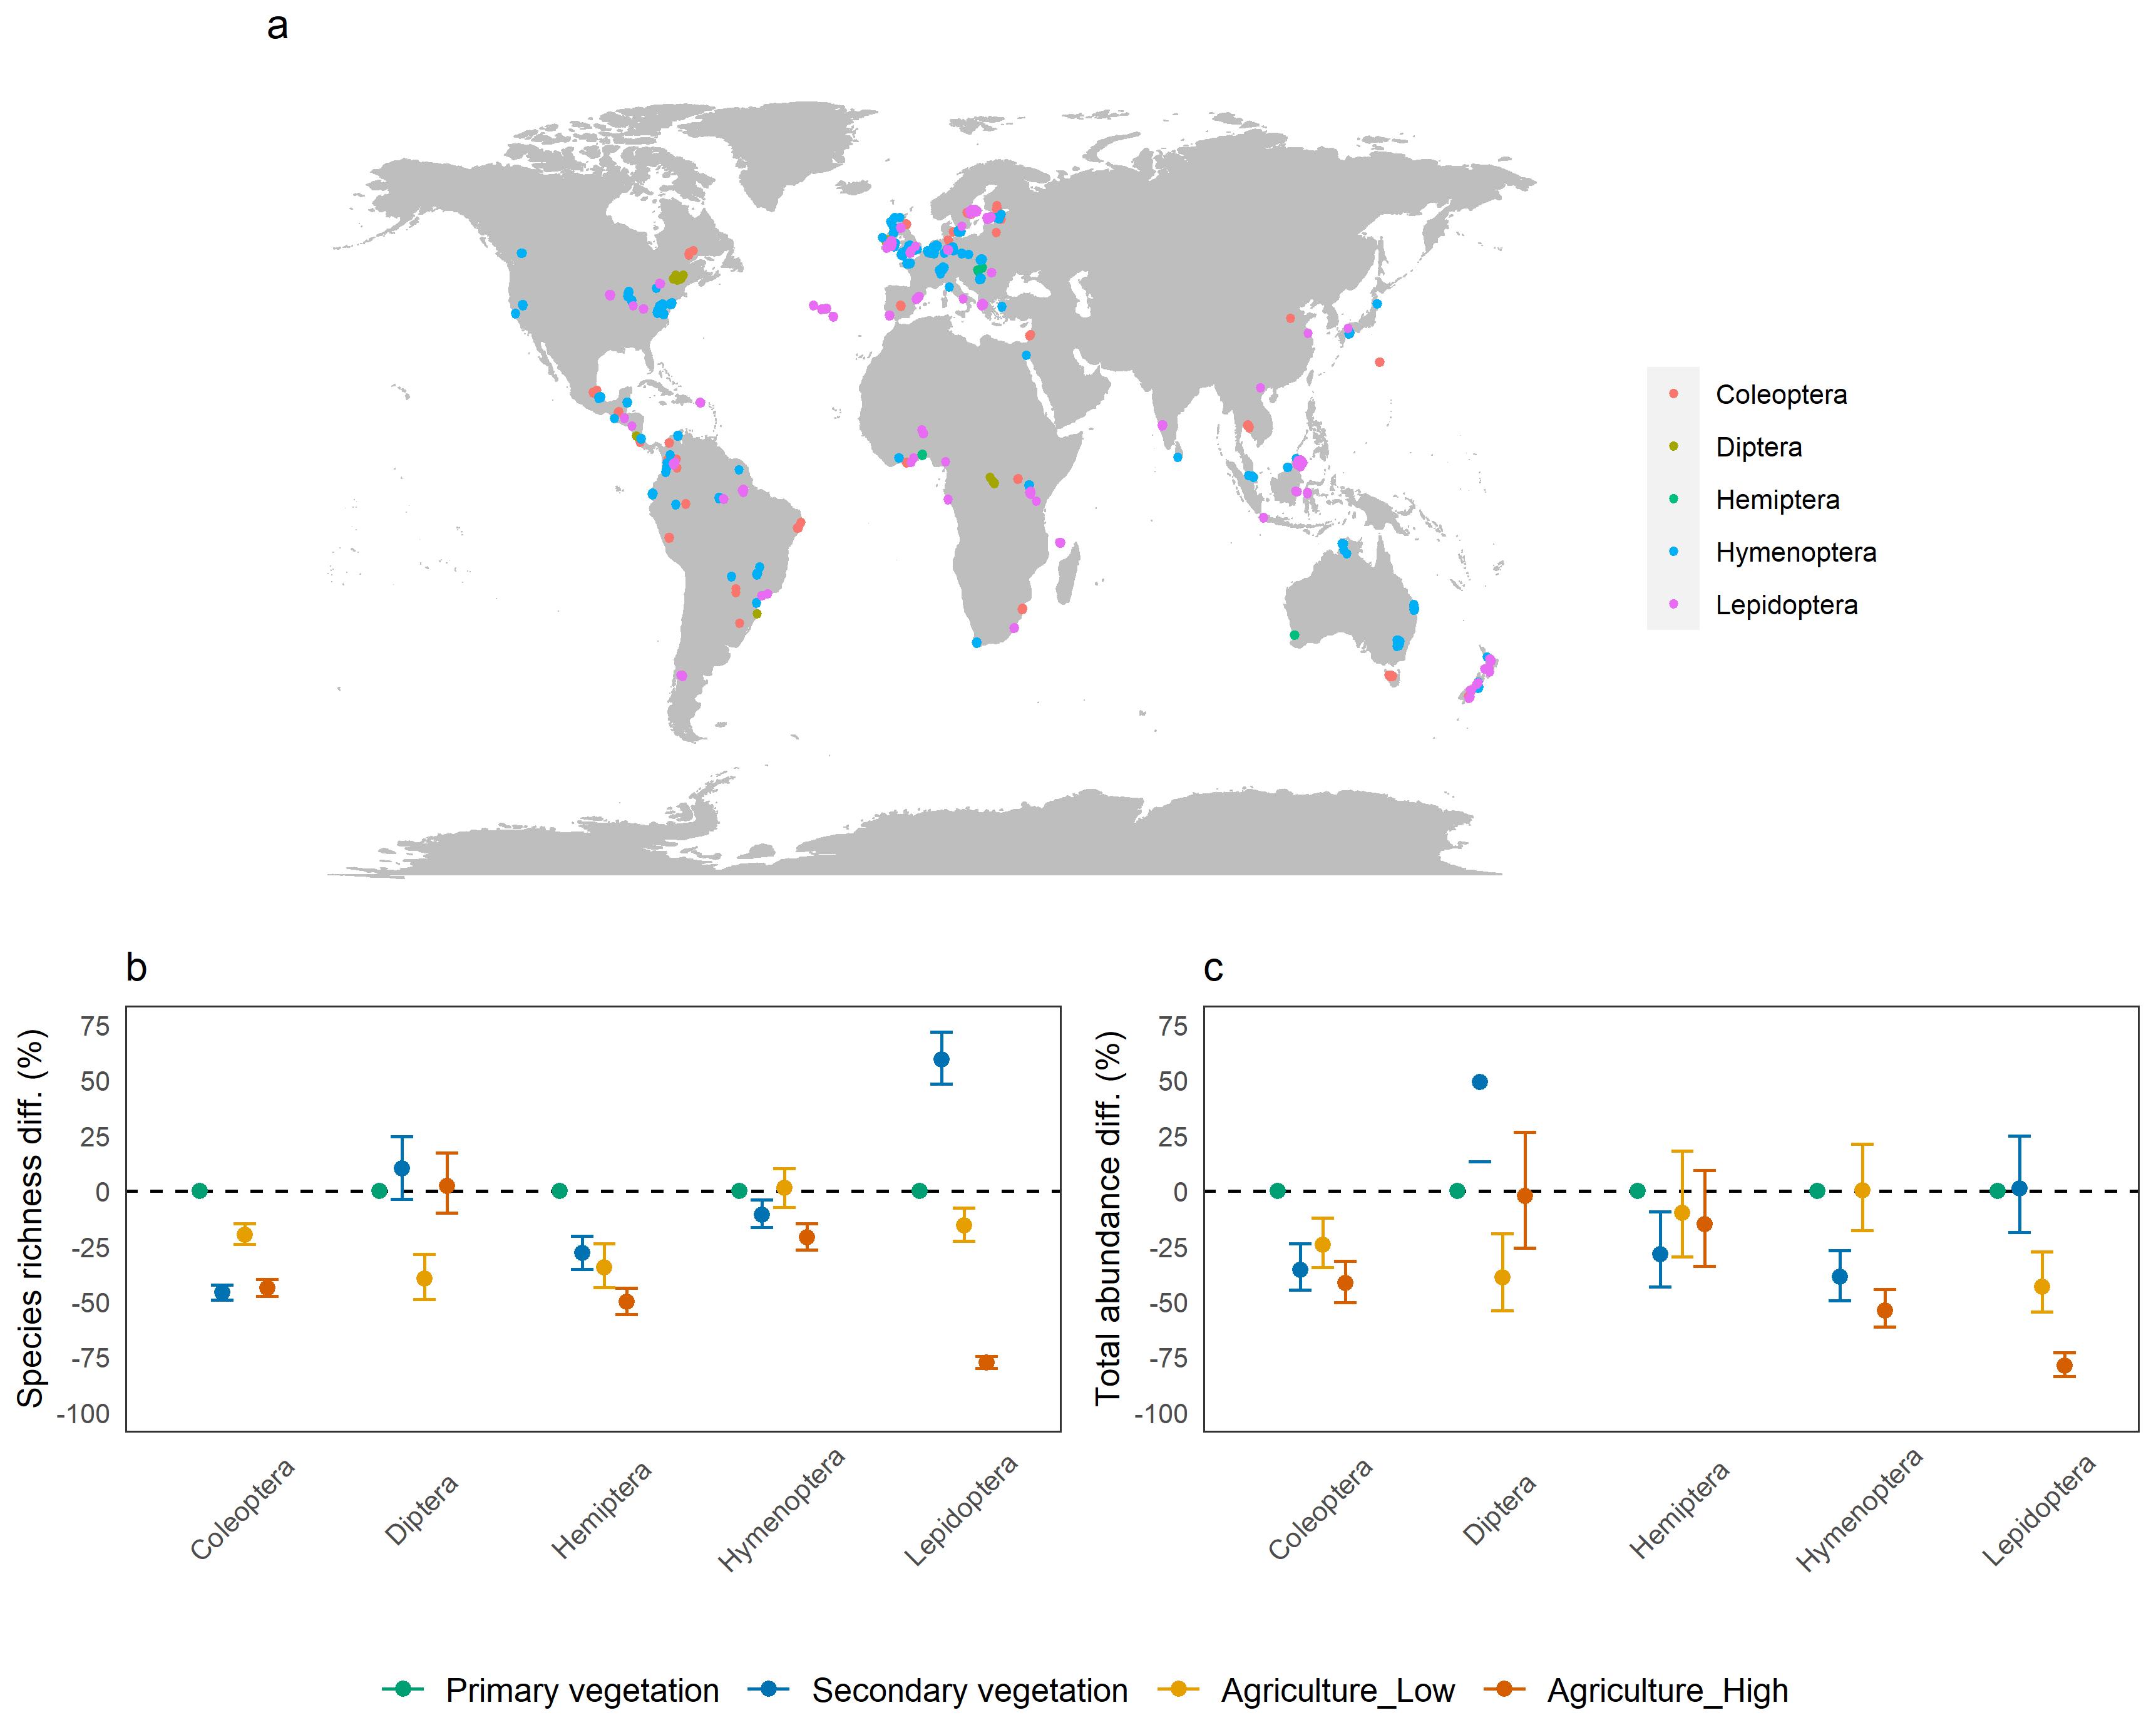 a
Coleoptera
Diptera
Hemiptera
Hymenoptera
Lepidoptera
b
Species richness diff. (%)
75
50
25
0
-25
-50
-75
-100
Coleoptera
Diptera
Hemiptera
Hymenoptera
Lepidoptera
c
Total abundance diff. (%)
75
50
25
0
-25
-50
-75
-100
Coleoptera
Diptera
Hemiptera
Hymenoptera
Lepidoptera
Primary vegetation Secondary vegetation Agriculture_Low Agriculture_High